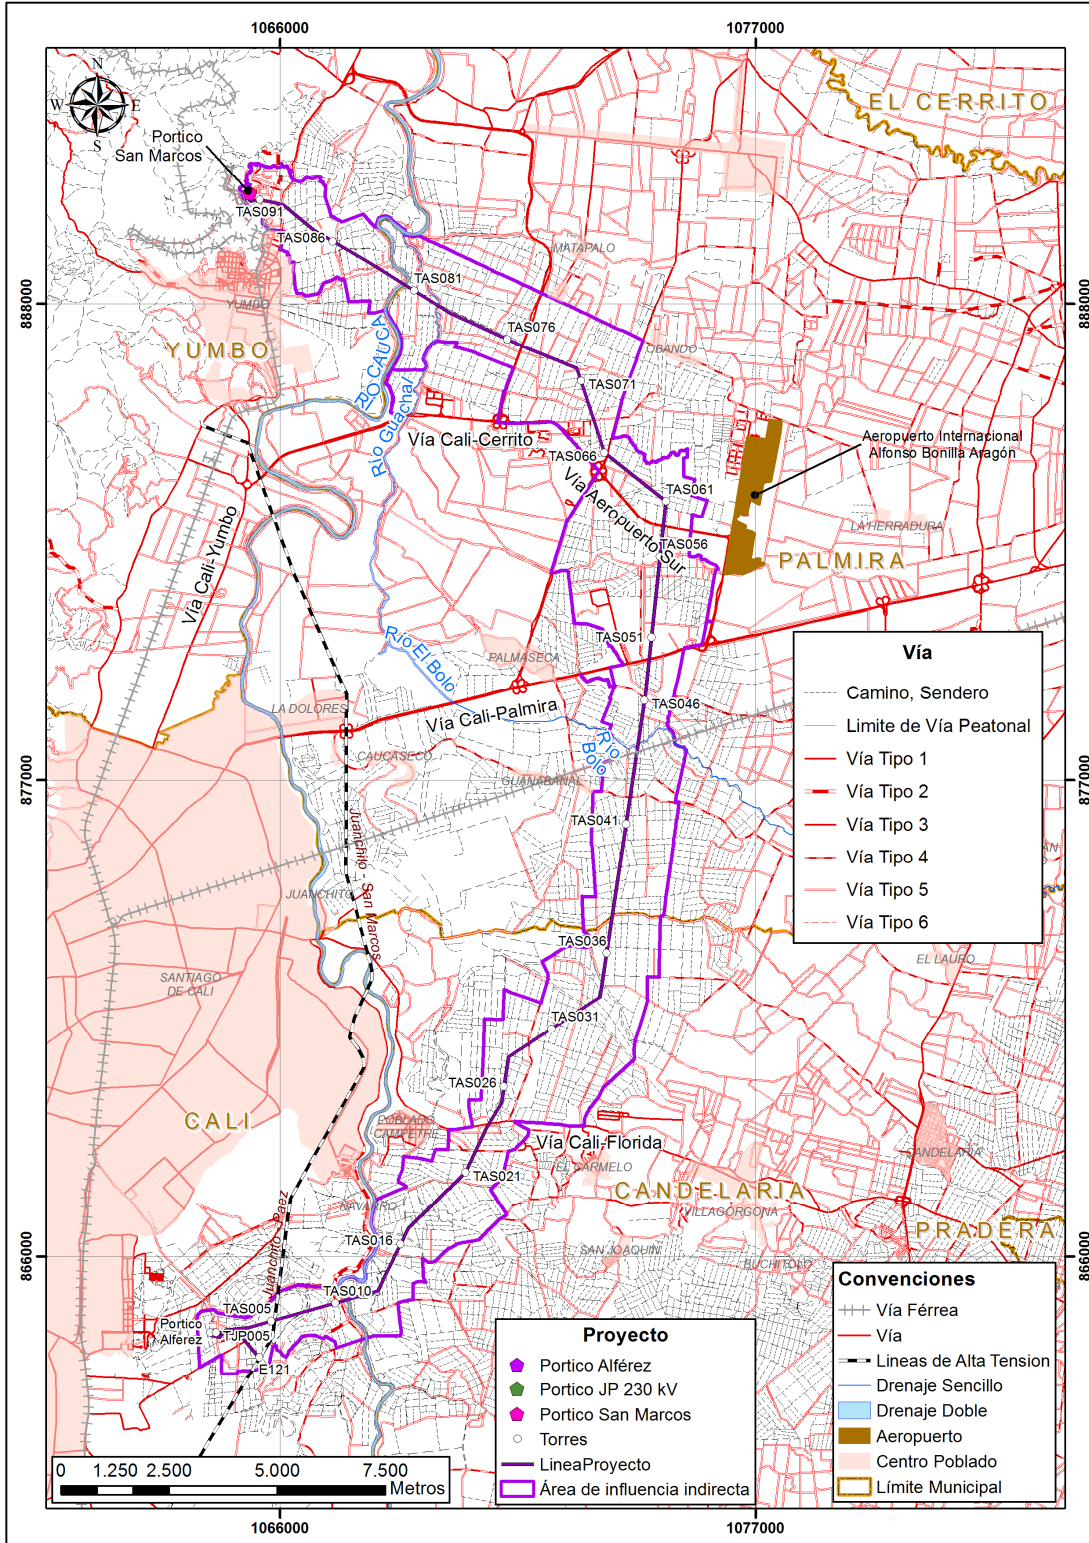 1066000
1077000
N
W
E
S
EL CERRITO
Portico
San Marcos
TAS091
TAS086
MATAPALO
TAS081
YUMBO
888000
888000
TAS076
RÍO CAUCA
YUMBO
OBANDO
TAS071
Río Guachal
Vía Cali-Cerrito
Aeropuerto Internacional
Alfonso Bonilla Aragón
TAS066
Vía Aeropuerto Sur
TAS061
LA HERRADURA
Vía Cali-Yumbo
TAS056
PALMIRA
Río El Bolo
TAS051
PALMASECA
Vía
Camino, Sendero
Limite de Vía Peatonal
Vía Tipo 1
Vía Tipo 2
Vía Tipo 3
Vía Tipo 4
Vía Tipo 5
Vía Tipo 6
LA DOLORES
Vía Cali-Palmira
TAS046
Río
Bolo
CAUCASECO
GUANABANAL
877000
877000
Juanchito - San Marcos
TAS041
JUANCHITO
TAS036
EL LAURO
SANTIAGO
DE CALI
TAS031
TAS026
CALI
POBLADO
CAMPETRE
Vía Cali-Florida
CANDELARIA
EL CARMELO
TAS021
CANDELARIA
Juanchito - Paez
NAVARRO
VILLAGORGONA
PRADERA
TAS016
SAN JOAQUIN
BUCHITOLO
866000
866000
TAS010
TAS005
Portico
Alférez
TJP005
E121
Proyecto
Portico Alférez
Portico JP 230 kV
Portico San Marcos
Torres
LineaProyecto
Área de influencia indirecta
Convenciones
Vía Férrea
Vía
Lineas de Alta Tension
Drenaje Sencillo
Drenaje Doble
Aeropuerto
Centro Poblado
Límite Municipal
0 1.250 2.500 5.000 7.500
Metros
1066000
1077000